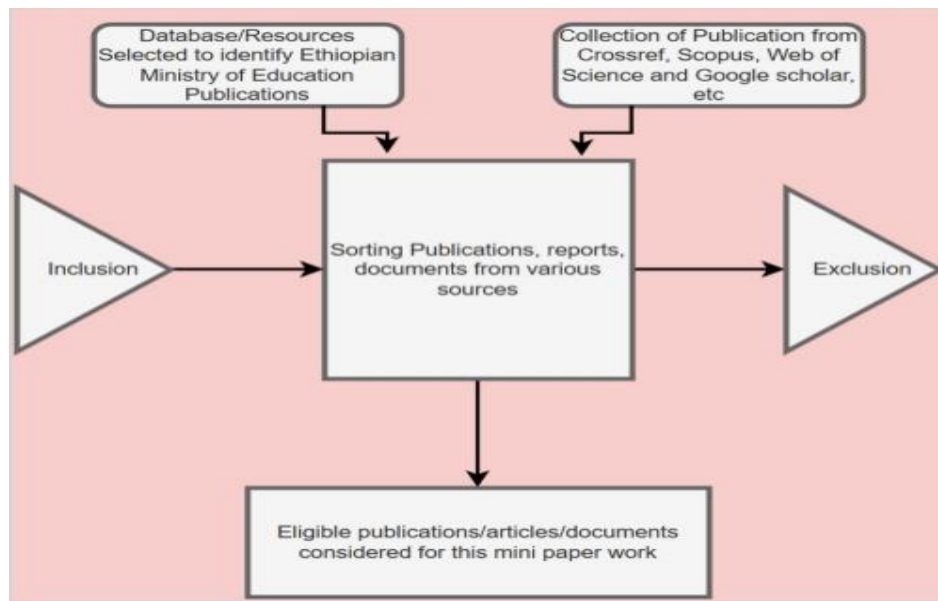 Database/Resources
Selected to identify Ethiopian
Ministry of Education
Publications
Collection of Publication from
Crossref, Scopus, Web of
Science and Google scholar,
etc
Inclusion
Sorting Publications, reports,
documents from various
sources
Exclusion
Eligible publications/articles/documents
considered for this mini paper work